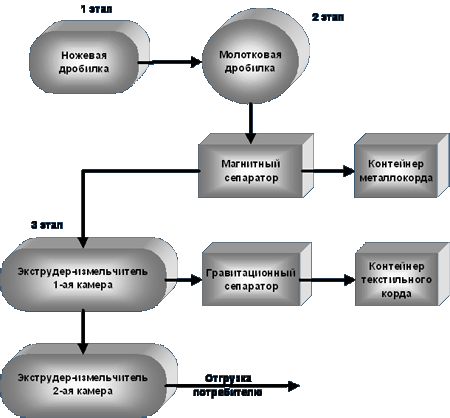 1 этап
2 этап
Ножевая
дробилка
Молотковая
дробилка
Магнитный
сепаратор
Контейнер
металлокорда
3 этап
Экструдер-измельчитель
1-ая камера
Гравитационный
сепаратор
Контейнер
текстильного
корда
Экструдер-измельчитель
2-ая камера
Отгрузка
потребителю